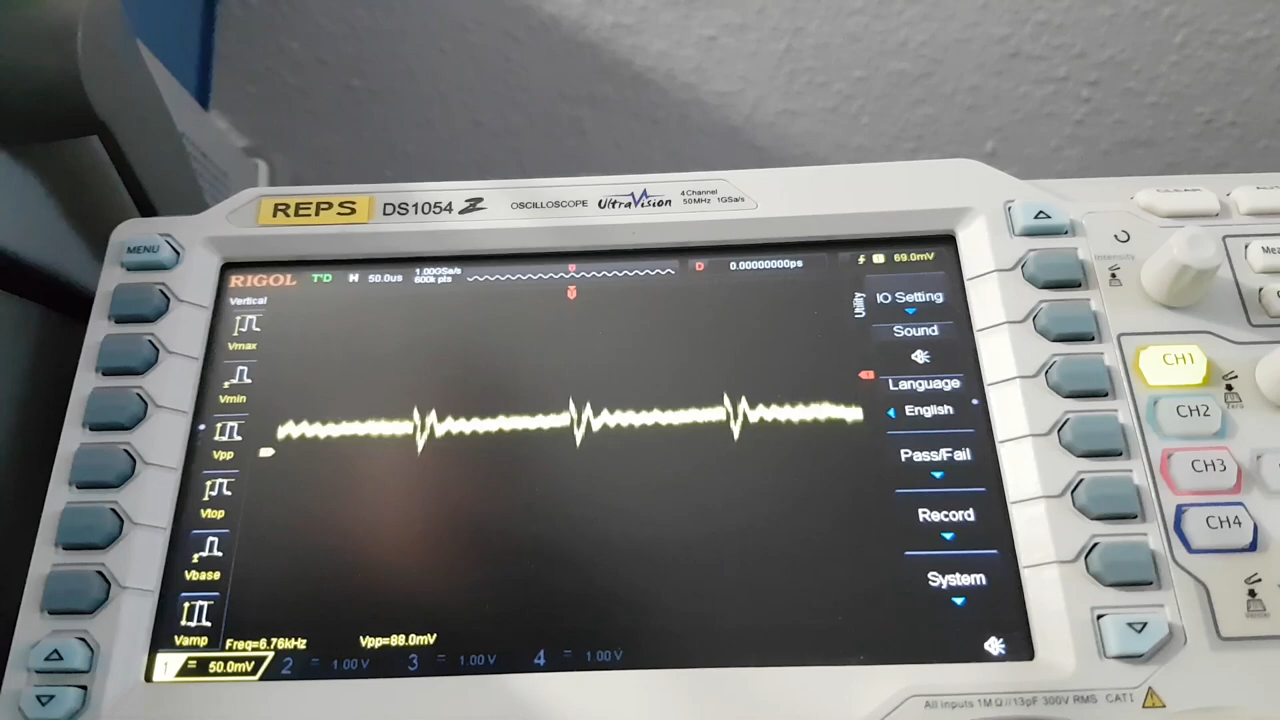 REPS DS1054 Z OSCILLOSCOPE UltraVision 4 Channel 50MHz 1GSa/s
MENU
RIGOL T'D H 50.0us 1.00GSa/s 600k pts D 0.00000000ps 1 69.0mV
Vertical
Vmax
Vmin
Vpp
Vtop
Vbase
Vamp
Freq=6.76kHz Vpp=88.0mV
1 = 50.0mV 2 = 1.00 V 3 = 1.00 V 4 = 1.00 V
Utility
IO Setting
Sound
Language
English
Pass/Fail
Record
System
CLEAR
Intensity
CH1
CH2
CH3
CH4
All Inputs 1MΩ//13pF 300V RMS CAT I